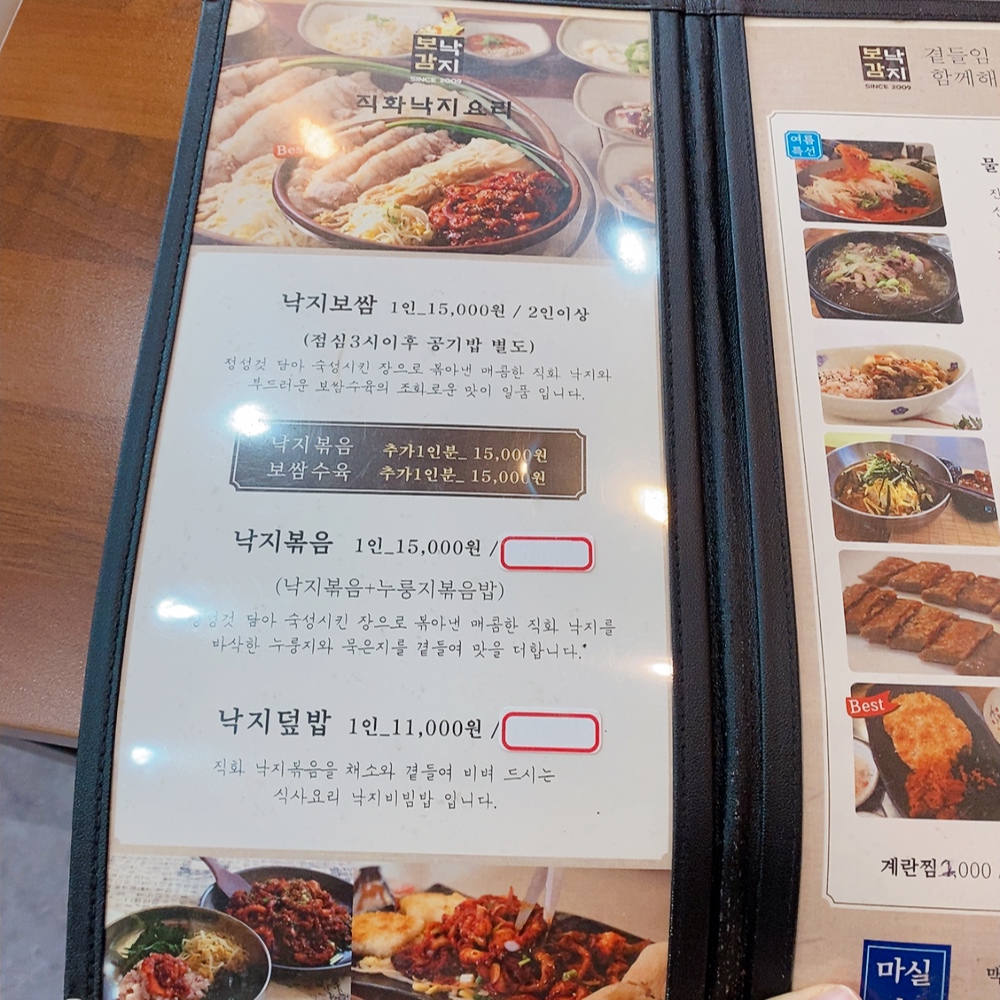 보낙
감지
SINCE 2009
직화낙지요리
Best
낙지보쌈 1인_15,000원 / 2인이상
(점심3시이후 공기밥 별도)
정성껏 담아 숙성시킨 장으로 볶아낸 매콤한 직화 낙지와
부드러운 보쌈수육의 조화로운 맛이 일품 입니다.
낙지볶음 추가1인분_ 15,000원
보쌈수육 추가1인분_ 15,000원
낙지볶음 1인_15,000원 /
(낙지볶음+누룽지볶음밥)
정성껏 담아 숙성시킨 장으로 볶아낸 매콤한 직화 낙지를
바삭한 누룽지와 묵은지를 곁들여 맛을 더합니다.
낙지덮밥 1인_11,000원 /
직화 낙지볶음을 채소와 곁들여 비벼 드시는
식사요리 낙지비빔밥 입니다.
보낙
감지
SINCE 2009
곁들임
함께해
여름
특선
물
Best
계란찜 ,000
마실